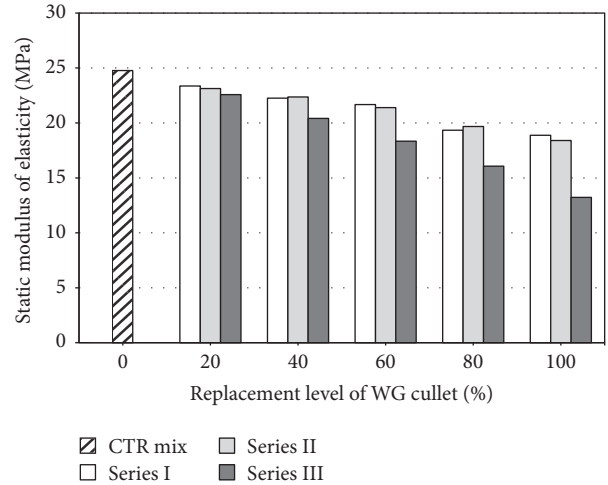 Static modulus of elasticity (MPa)
30
25
20
15
10
5
0
0 20 40 60 80 100
Replacement level of WG cullet (%)
CTR mix Series II
Series I Series III